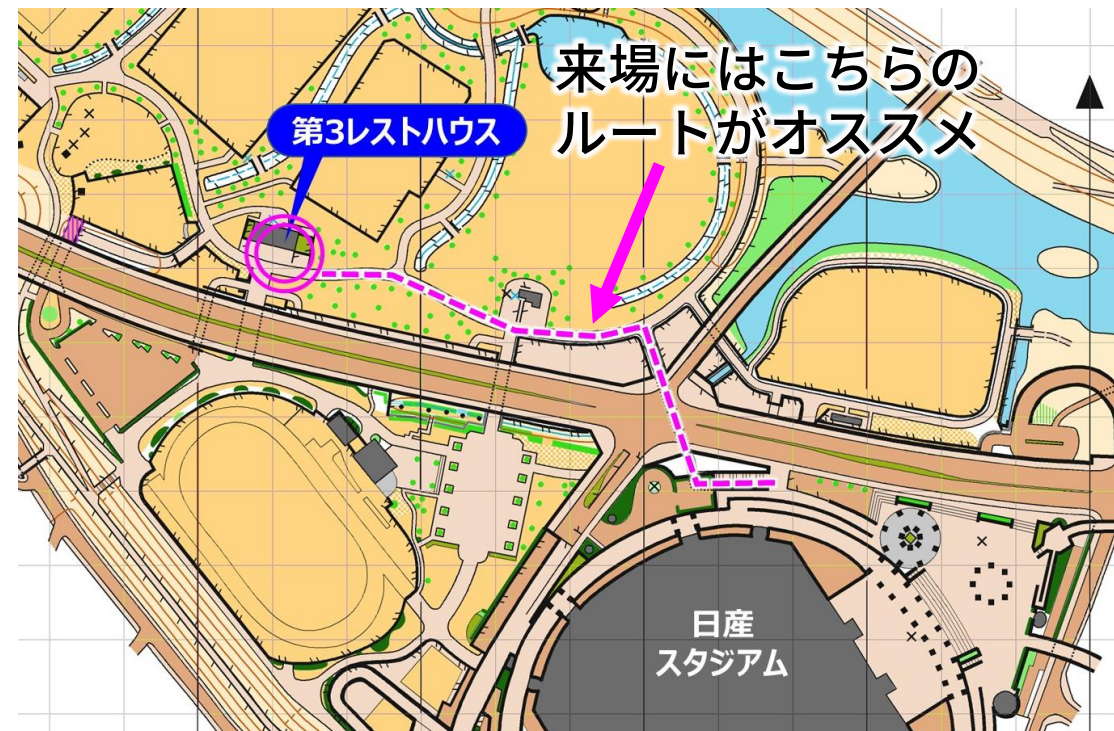 来場にはこちらの
ルートがオススメ
第3レストハウス
日産
スタジアム